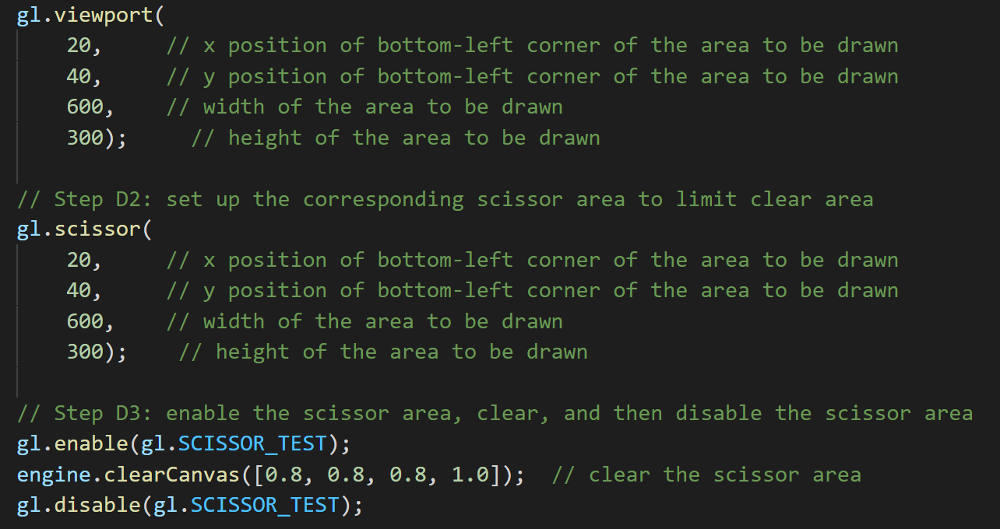 gl.viewport(
20,     // x position of bottom-left corner of the area to be drawn
40,     // y position of bottom-left corner of the area to be drawn
600,    // width of the area to be drawn
300);     // height of the area to be drawn
// Step D2: set up the corresponding scissor area to limit clear area
gl.scissor(
20,     // x position of bottom-left corner of the area to be drawn
40,     // y position of bottom-left corner of the area to be drawn
600,    // width of the area to be drawn
300);    // height of the area to be drawn
// Step D3: enable the scissor area, clear, and then disable the scissor area
gl.enable(gl.SCISSOR_TEST);
engine.clearCanvas([0.8, 0.8, 0.8, 1.0]);  // clear the scissor area
gl.disable(gl.SCISSOR_TEST);